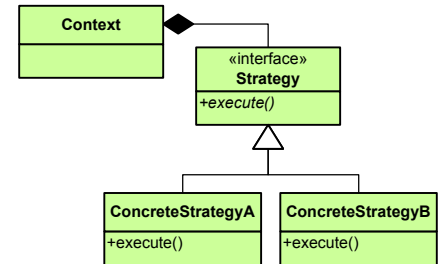 Context
«interface»
Strategy
+execute()
ConcreteStrategyA
+execute()
ConcreteStrategyB
+execute()